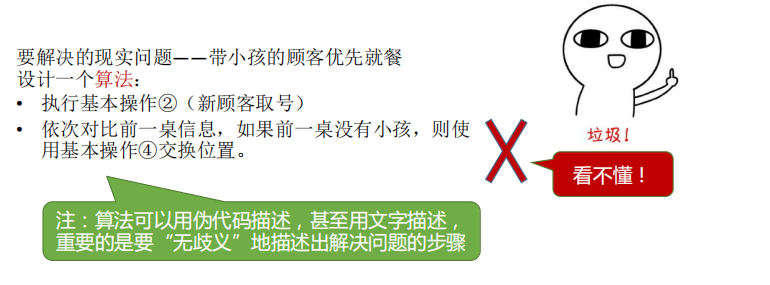 要解决的现实问题——带小孩的顾客优先就餐
设计一个算法：
• 执行基本操作②（新顾客取号）
• 依次对比前一桌信息，如果前一桌没有小孩，则使
用基本操作④交换位置。
垃圾！
看不懂！
注：算法可以用伪代码描述，甚至用文字描述，
重要的是要“无歧义”地描述出解决问题的步骤